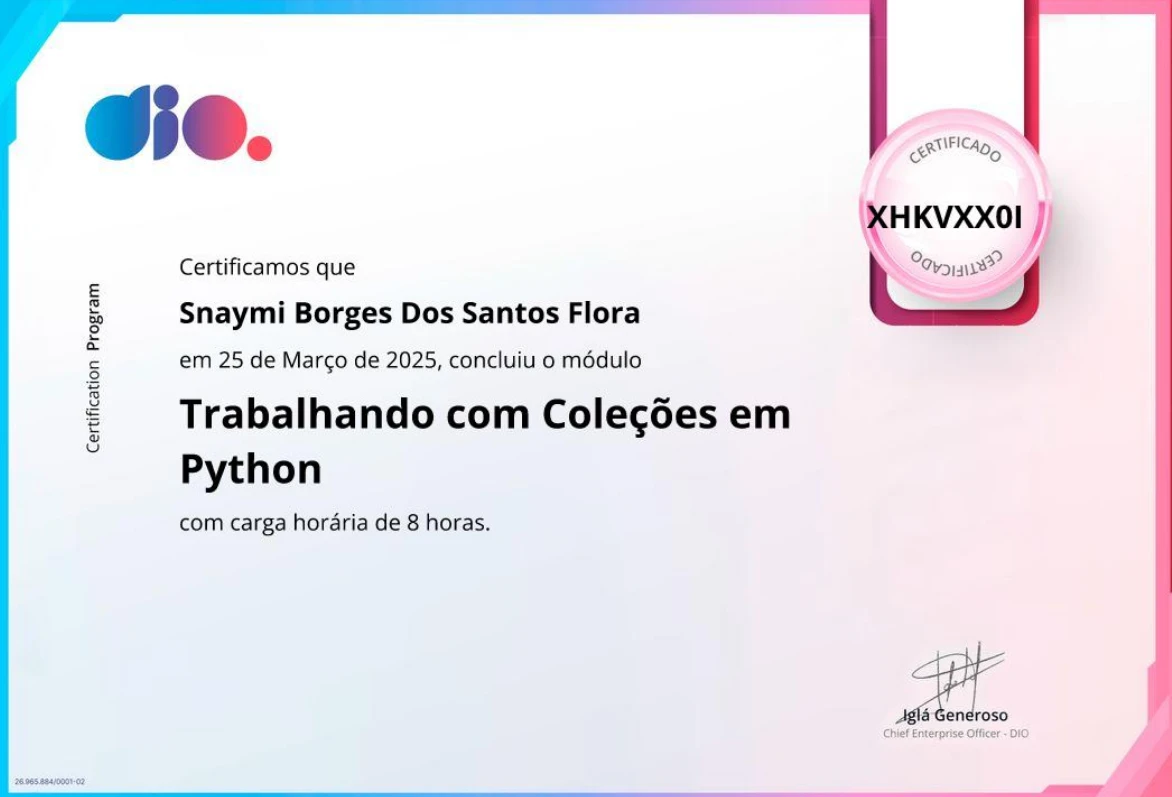 dio.
CERTIFICADO
XHKVXX0I
CERTIFICADO
Certification Program
Certificamos que
Snaymi Borges Dos Santos Flora
em 25 de Março de 2025, concluiu o módulo
Trabalhando com Coleções em
Python
com carga horária de 8 horas.
Iglá Generoso
Chief Enterprise Officer - DIO
26.965.884/0001-02